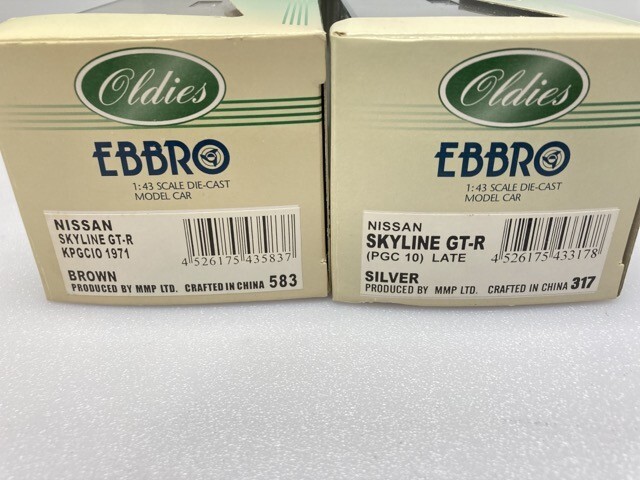 Oldies
EBBRO
1:43 SCALE DIE-CAST
MODEL CAR
NISSAN
SKYLINE GT-R
KPGC10 1971
4 526175 435837
BROWN
PRODUCED BY MMP LTD. CRAFTED IN CHINA 583
Oldies
EBBRO
1:43 SCALE DIE-CAST
MODEL CAR
NISSAN
SKYLINE GT-R
(PGC 10) LATE
4 526175 433178
SILVER
PRODUCED BY MMP LTD. CRAFTED IN CHINA 317